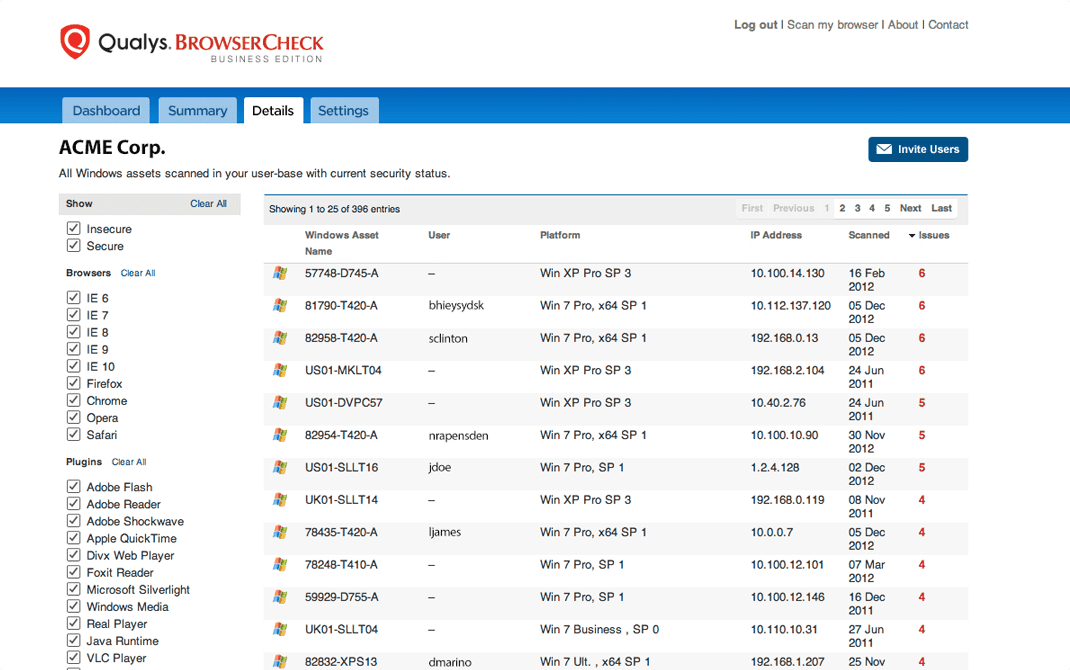 Log out | Scan my browser | About | Contact
Qualys. BROWSERCHECK
BUSINESS EDITION
Dashboard Summary Details Settings
ACME Corp.
Invite Users
All Windows assets scanned in your user-base with current security status.
Show Clear All
Insecure
Secure
Browsers Clear All
IE 6
IE 7
IE 8
IE 9
IE 10
Firefox
Chrome
Opera
Safari
Plugins Clear All
Adobe Flash
Adobe Reader
Adobe Shockwave
Apple QuickTime
Divx Web Player
Foxit Reader
Microsoft Silverlight
Windows Media
Real Player
Java Runtime
VLC Player
Showing 1 to 25 of 396 entries First Previous 1 2 3 4 5 Next Last
Windows Asset User Platform IP Address Scanned Issues
Name
57748-D745-A – Win XP Pro SP 3 10.100.14.130 16 Feb 6
2012
81790-T420-A bhieysydsk Win 7 Pro, x64 SP 1 10.112.137.120 05 Dec 6
2012
82958-T420-A sclinton Win 7 Pro, x64 SP 1 192.168.0.13 05 Dec 6
2012
US01-MKLT04 – Win XP Pro SP 3 192.168.2.104 24 Jun 6
2011
US01-DVPC57 – Win XP Pro SP 3 10.40.2.76 24 Jun 5
2011
82954-T420-A nrapensden Win 7 Pro, x64 SP 1 10.100.10.90 30 Nov 5
2012
US01-SLLT16 jdoe Win 7 Pro, SP 1 1.2.4.128 02 Dec 5
2012
UK01-SLLT14 – Win XP Pro SP 3 192.168.0.119 08 Nov 4
2011
78435-T420-A ljames Win 7 Pro, x64 SP 1 10.0.0.7 05 Dec 4
2012
78248-T410-A – Win 7 Pro, SP 1 10.100.12.101 07 Mar 4
2012
59929-D755-A – Win 7 Pro, SP 1 10.100.12.146 16 Dec 4
2011
UK01-SLLT04 – Win 7 Business , SP 0 10.110.10.31 27 Jun 4
2011
82832-XPS13 dmarino Win 7 Ult. , x64 SP 1 192.168.1.207 25 Nov 4